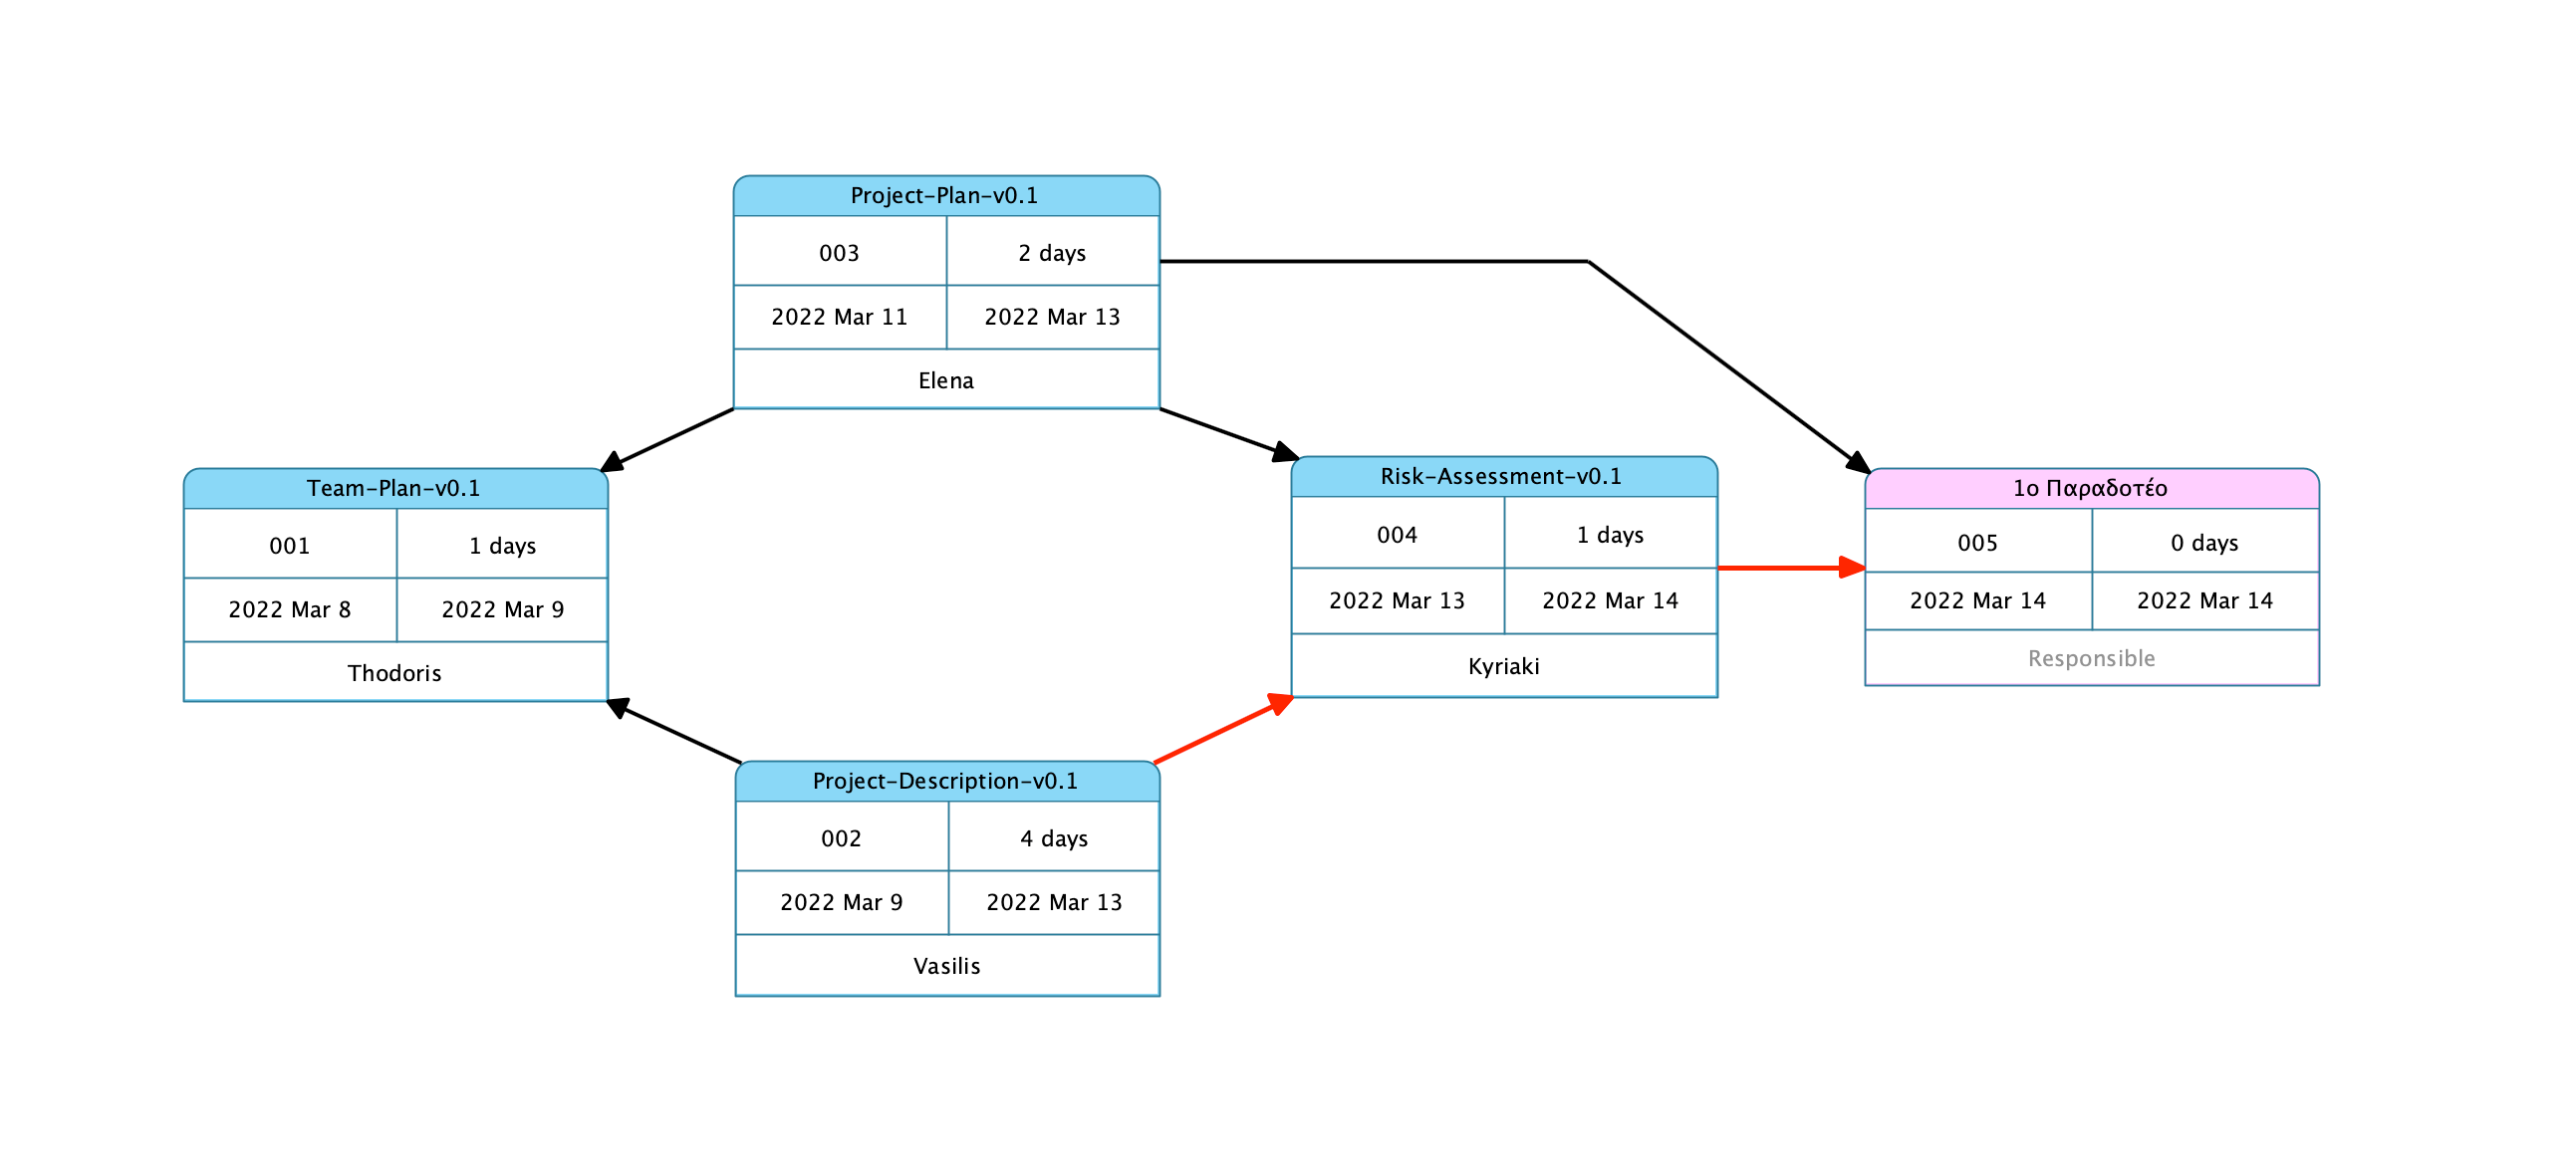 Project-Plan-v0.1
003
2 days
2022 Mar 11
2022 Mar 13
Elena
Team-Plan-v0.1
001
1 days
2022 Mar 8
2022 Mar 9
Thodoris
Risk-Assessment-v0.1
004
1 days
2022 Mar 13
2022 Mar 14
Kyriaki
1ο Παραδοτέο
005
0 days
2022 Mar 14
2022 Mar 14
Responsible
Project-Description-v0.1
002
4 days
2022 Mar 9
2022 Mar 13
Vasilis